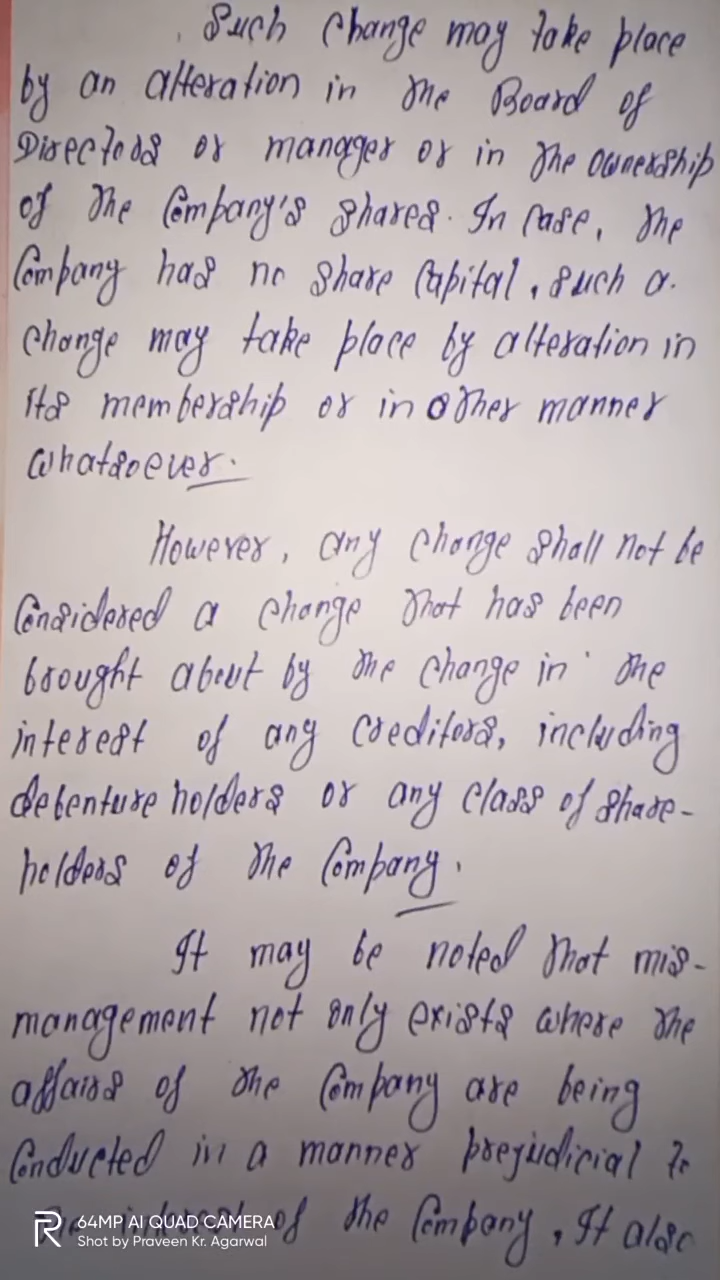 Such change may take place
by an alteration in the Board of
Directors or manager or in the ownership
of the Company's shares. In case, the
Company has no share Capital, such a
change may take place by alteration in
its membership or in other manner
whatsoever.
However, any change shall not be
Considered a change that has been
brought about by the change in the
interest of any creditors, including
debenture holders or any class of share-
holders of the Company.
It may be noted that mis-
management not only exists where the
affairs of the Company are being
Conducted in a manner prejudicial to
the interest of the Company, It also
64MP AI QUAD CAMERA
Shot by Praveen Kr. Agarwal